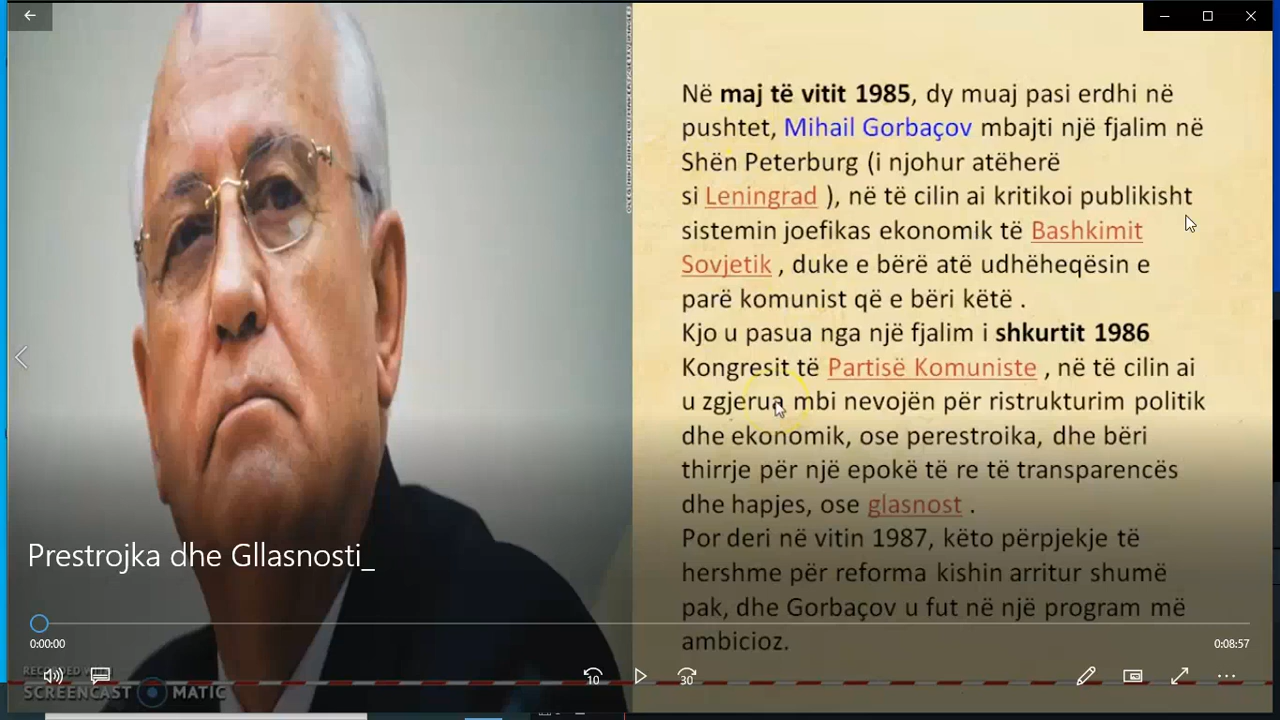 Në maj të vitit 1985, dy muaj pasi erdhi në
pushtet, Mihail Gorbaçov mbajti një fjalim në
Shën Peterburg (i njohur atëherë
si Leningrad ), në të cilin ai kritikoi publikisht
sistemin joefikas ekonomik të Bashkimit
Sovjetik , duke e bërë atë udhëheqësin e
parë komunist që e bëri këtë .
Kjo u pasua nga një fjalim i shkurtit 1986
Kongresit të Partisë Komuniste , në të cilin ai
u zgjerua mbi nevojën për ristrukturim politik
dhe ekonomik, ose perestroika, dhe bëri
thirrje për një epokë të re të transparencës
dhe hapjes, ose glasnost .
Por deri në vitin 1987, këto përpjekje të
hershme për reforma kishin arritur shumë
pak, dhe Gorbaçov u fut në një program më
ambicioz.
Prestrojka dhe Gllasnosti_
0:00:00
0:08:57
10
30
RECORDED WITH
SCREENCAST MATIC